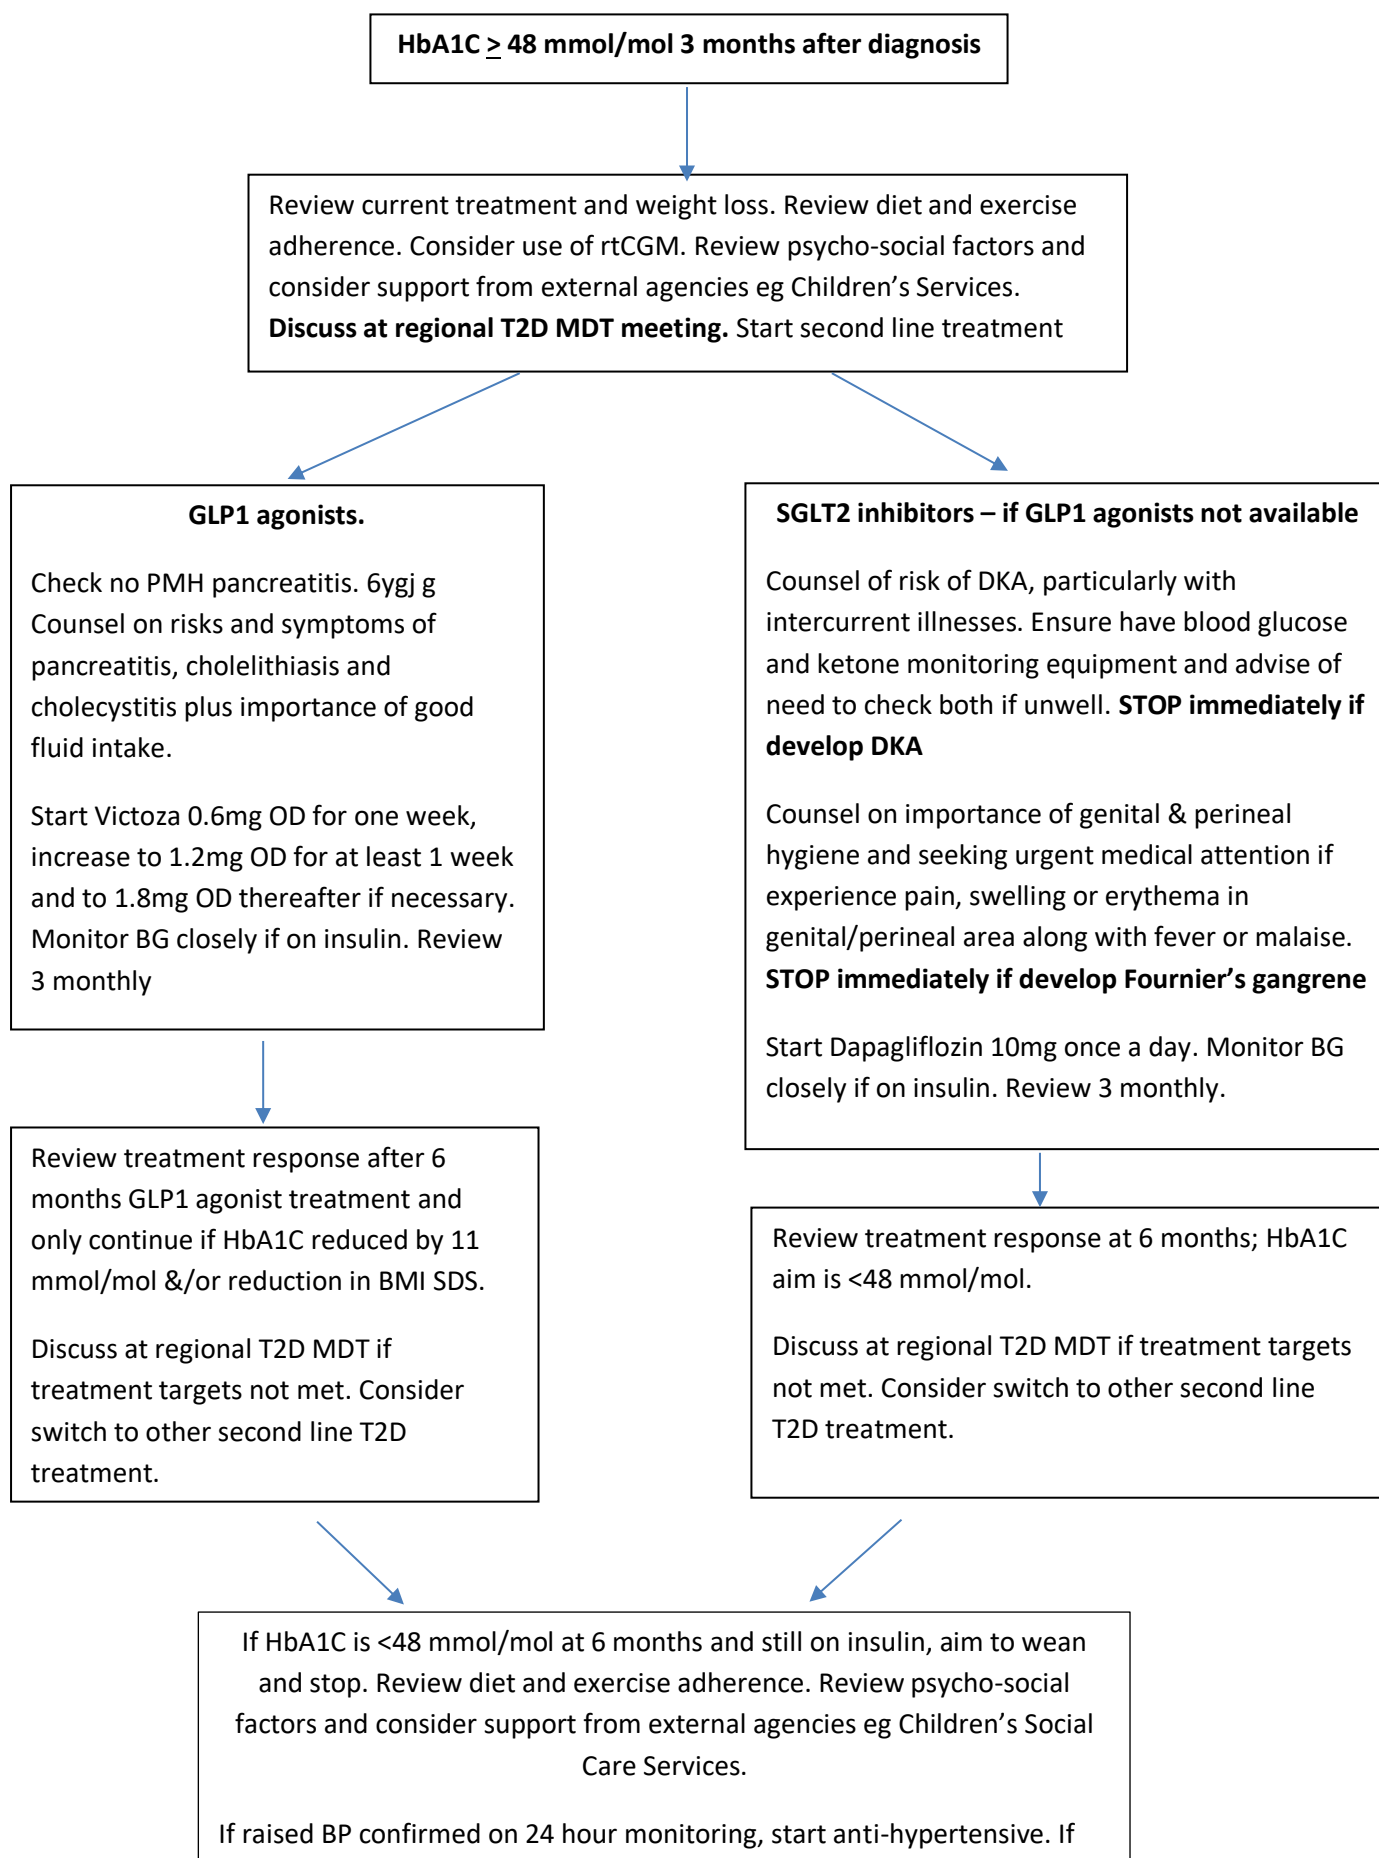 HbA1C ≥ 48 mmol/mol 3 months after diagnosis
Review current treatment and weight loss. Review diet and exercise
adherence. Consider use of rtCGM. Review psycho-social factors and
consider support from external agencies eg Children’s Services.
Discuss at regional T2D MDT meeting. Start second line treatment
GLP1 agonists.
Check no PMH pancreatitis. 6ygj g
Counsel on risks and symptoms of
pancreatitis, cholelithiasis and
cholecystitis plus importance of good
fluid intake.
Start Victoza 0.6mg OD for one week,
increase to 1.2mg OD for at least 1 week
and to 1.8mg OD thereafter if necessary.
Monitor BG closely if on insulin. Review
3 monthly
SGLT2 inhibitors – if GLP1 agonists not available
Counsel of risk of DKA, particularly with
intercurrent illnesses. Ensure have blood glucose
and ketone monitoring equipment and advise of
need to check both if unwell. STOP immediately if
develop DKA
Counsel on importance of genital & perineal
hygiene and seeking urgent medical attention if
experience pain, swelling or erythema in
genital/perineal area along with fever or malaise.
STOP immediately if develop Fournier’s gangrene
Start Dapagliflozin 10mg once a day. Monitor BG
closely if on insulin. Review 3 monthly.
Review treatment response after 6
months GLP1 agonist treatment and
only continue if HbA1C reduced by 11
mmol/mol &/or reduction in BMI SDS.
Discuss at regional T2D MDT if
treatment targets not met. Consider
switch to other second line T2D
treatment.
Review treatment response at 6 months; HbA1C
aim is <48 mmol/mol.
Discuss at regional T2D MDT if treatment targets
not met. Consider switch to other second line
T2D treatment.
If HbA1C is <48 mmol/mol at 6 months and still on insulin, aim to wean
and stop. Review diet and exercise adherence. Review psycho-social
factors and consider support from external agencies eg Children’s Social
Care Services.
If raised BP confirmed on 24 hour monitoring, start anti-hypertensive. If